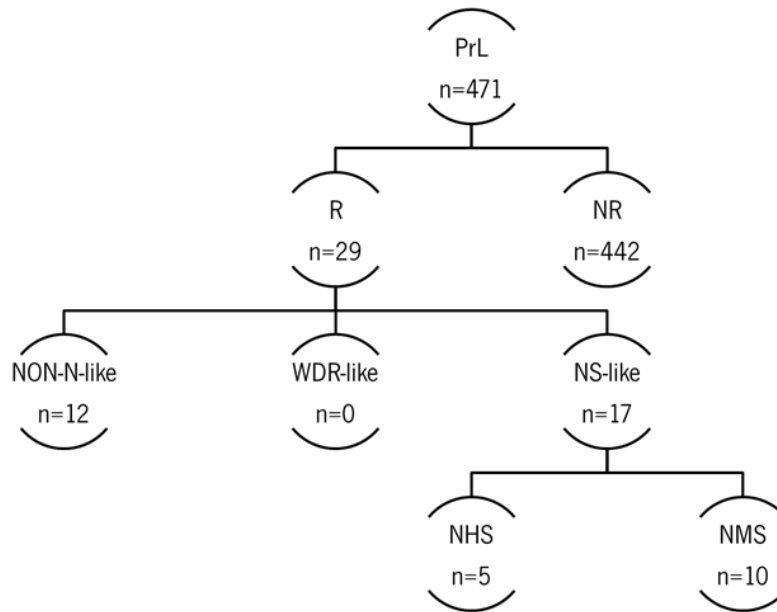 PrL
n=471
R
n=29
NR
n=442
NON-N-like
n=12
WDR-like
n=0
NS-like
n=17
NHS
n=5
NMS
n=10